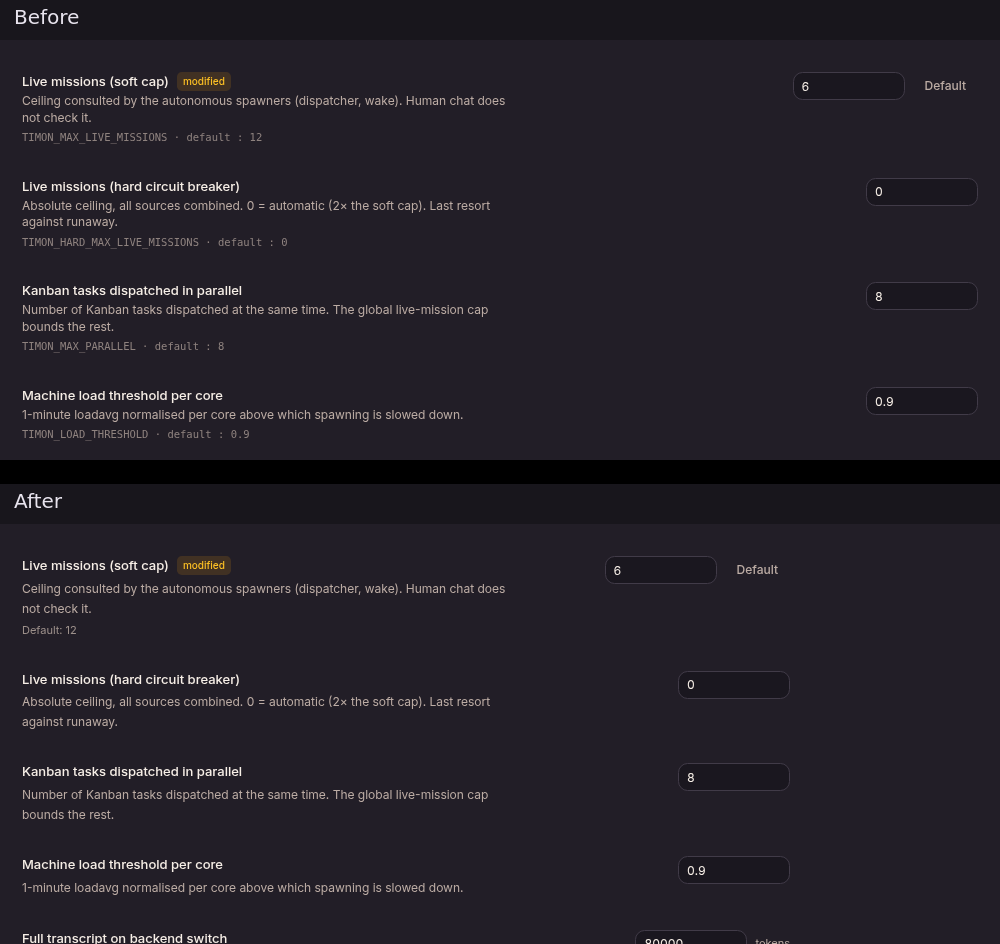 Before
Live missions (soft cap) modified
6 Default
Ceiling consulted by the autonomous spawners (dispatcher, wake). Human chat does
not check it.
TIMON_MAX_LIVE_MISSIONS · default : 12
Live missions (hard circuit breaker)
0
Absolute ceiling, all sources combined. 0 = automatic (2× the soft cap). Last resort
against runaway.
TIMON_HARD_MAX_LIVE_MISSIONS · default : 0
Kanban tasks dispatched in parallel
8
Number of Kanban tasks dispatched at the same time. The global live-mission cap
bounds the rest.
TIMON_MAX_PARALLEL · default : 8
Machine load threshold per core
0.9
1-minute loadavg normalised per core above which spawning is slowed down.
TIMON_LOAD_THRESHOLD · default : 0.9
After
Live missions (soft cap) modified
6 Default
Ceiling consulted by the autonomous spawners (dispatcher, wake). Human chat does
not check it.
Default: 12
Live missions (hard circuit breaker)
0
Absolute ceiling, all sources combined. 0 = automatic (2× the soft cap). Last resort
against runaway.
Kanban tasks dispatched in parallel
8
Number of Kanban tasks dispatched at the same time. The global live-mission cap
bounds the rest.
Machine load threshold per core
0.9
1-minute loadavg normalised per core above which spawning is slowed down.
Full transcript on backend switch
80000 tokens